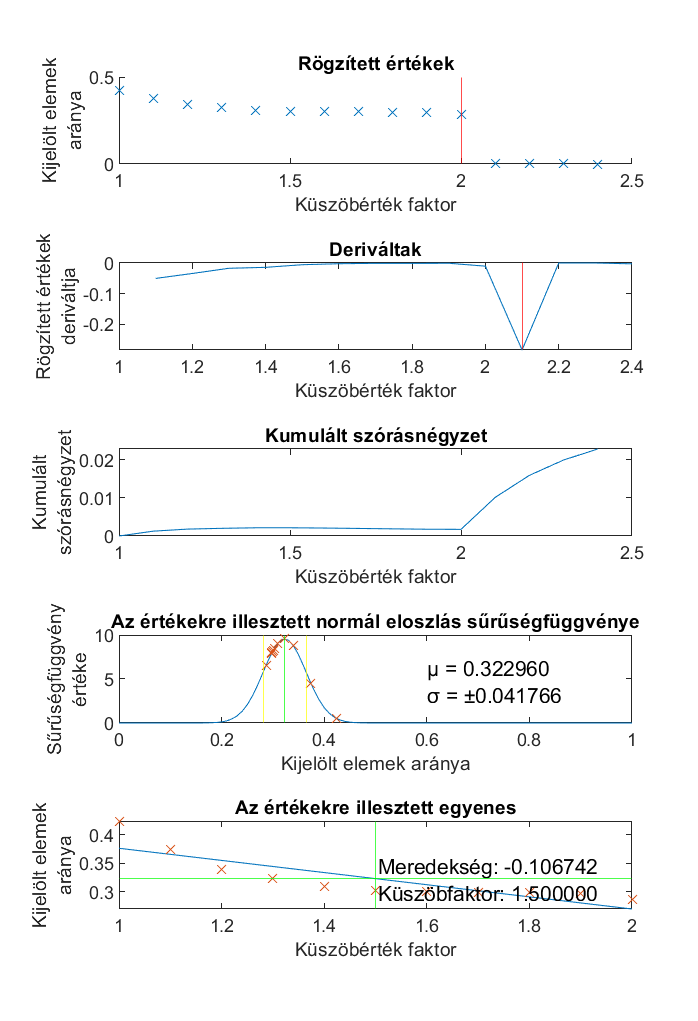 Rögzített értékek
Kijelölt elemek
aránya
0.5
0
1
1.5
2
2.5
Küszöbérték faktor
Deriváltak
Rögzített értékek
deriváltja
0
-0.1
-0.2
1
1.2
1.4
1.6
1.8
2
2.2
2.4
Küszöbérték faktor
Kumulált szórásnégyzet
Kumulált
szórásnégyzet
0.02
0.01
0
1
1.5
2
2.5
Küszöbérték faktor
Az értékekre illesztett normál eloszlás sűrűségfüggvénye
Sűrűségfüggvény
értéke
10
5
0
μ = 0.322960
σ = ±0.041766
0
0.2
0.4
0.6
0.8
1
Kijelölt elemek aránya
Az értékekre illesztett egyenes
Kijelölt elemek
aránya
0.4
0.35
0.3
Meredekség: -0.106742
Küszöbfaktor: 1.500000
1
1.2
1.4
1.6
1.8
2
Küszöbérték faktor